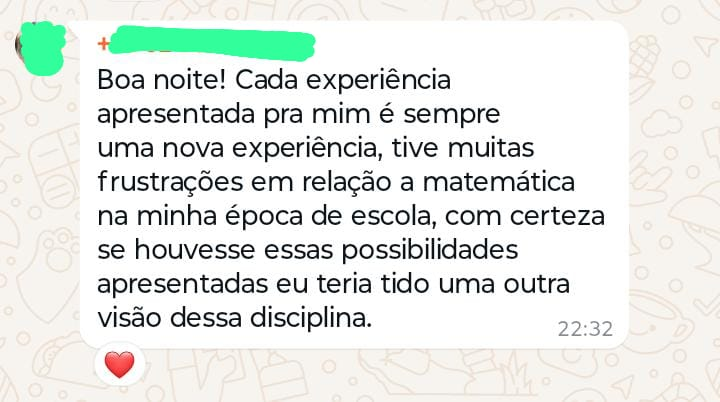 Boa noite! Cada experiência
apresentada pra mim é sempre
uma nova experiência, tive muitas
frustrações em relação a matemática
na minha época de escola, com certeza
se houvesse essas possibilidades
apresentadas eu teria tido uma outra
visão dessa disciplina.
22:32